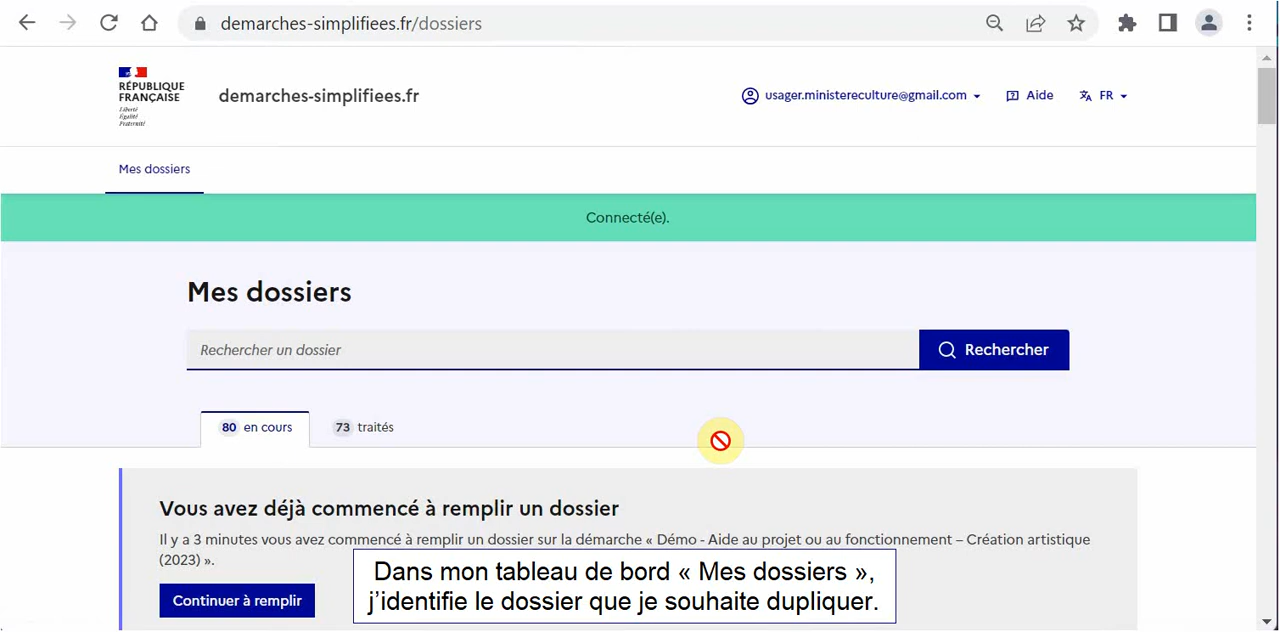 demarches-simplifiees.fr/dossiers
RÉPUBLIQUE
FRANÇAISE
Liberté
Égalité
Fraternité
demarches-simplifiees.fr
usager.ministereculture@gmail.com
Aide
FR
Mes dossiers
Connecté(e).
Mes dossiers
Rechercher un dossier
Rechercher
80 en cours
73 traités
Vous avez déjà commencé à remplir un dossier
Il y a 3 minutes vous avez commencé à remplir un dossier sur la démarche « Démo - Aide au projet ou au fonctionnement – Création artistique
(2023) ».
Continuer à remplir
Dans mon tableau de bord « Mes dossiers »,
j’identifie le dossier que je souhaite dupliquer.